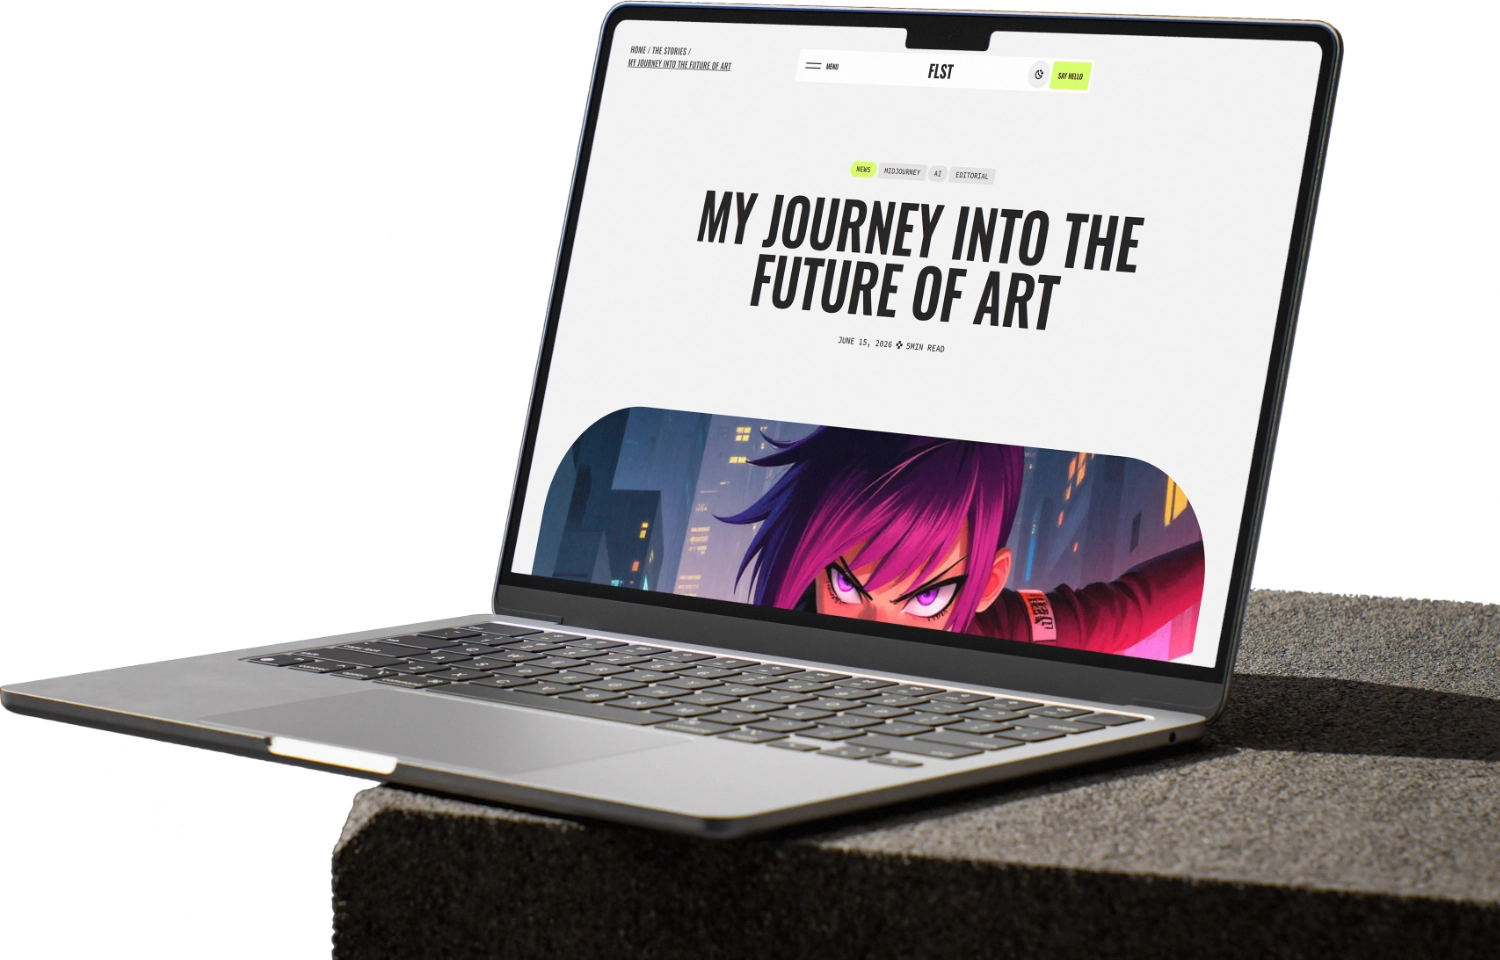 HOME / THE STORIES /
MY JOURNEY INTO THE FUTURE OF ART
MENU
FLST
SAY HELLO
NEWS
MIDJOURNEY
AI
EDITORIAL
MY JOURNEY INTO THE
FUTURE OF ART
JUNE 15, 2026 ✤ 5MIN READ